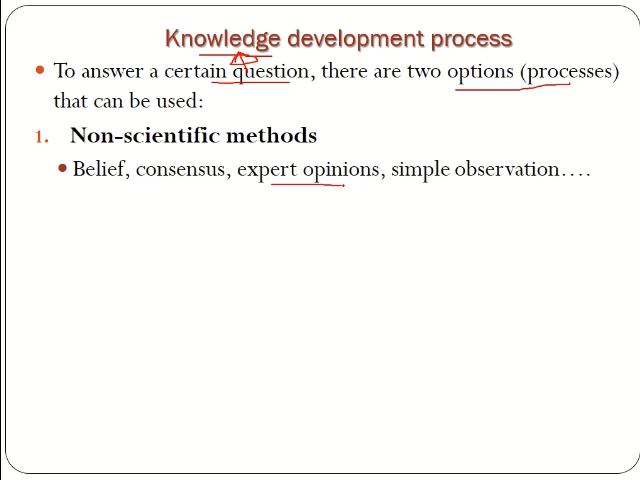 Knowledge development process
• To answer a certain question, there are two options (processes)
that can be used:
1. Non-scientific methods
• Belief, consensus, expert opinions, simple observation….